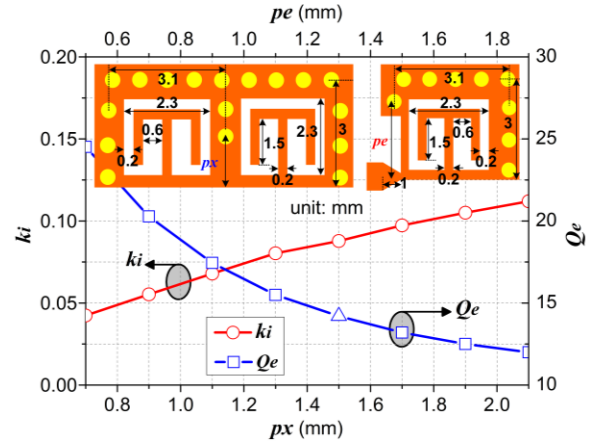 pe (mm)
0.6 0.8 1.0 1.2 1.4 1.6 1.8 2.0
0.20 30
3.1 3.1
2.3 2.3
0.6 0.6
0.15 1.5 2.3 3 pe 1.5 3 25
0.2 px 0.2
0.2 0.2
1
unit: mm
ki 0.10 20 Qe
ki
0.05 15
Qe
ki
Qe
0.00 10
0.8 1.0 1.2 1.4 1.6 1.8 2.0
px (mm)